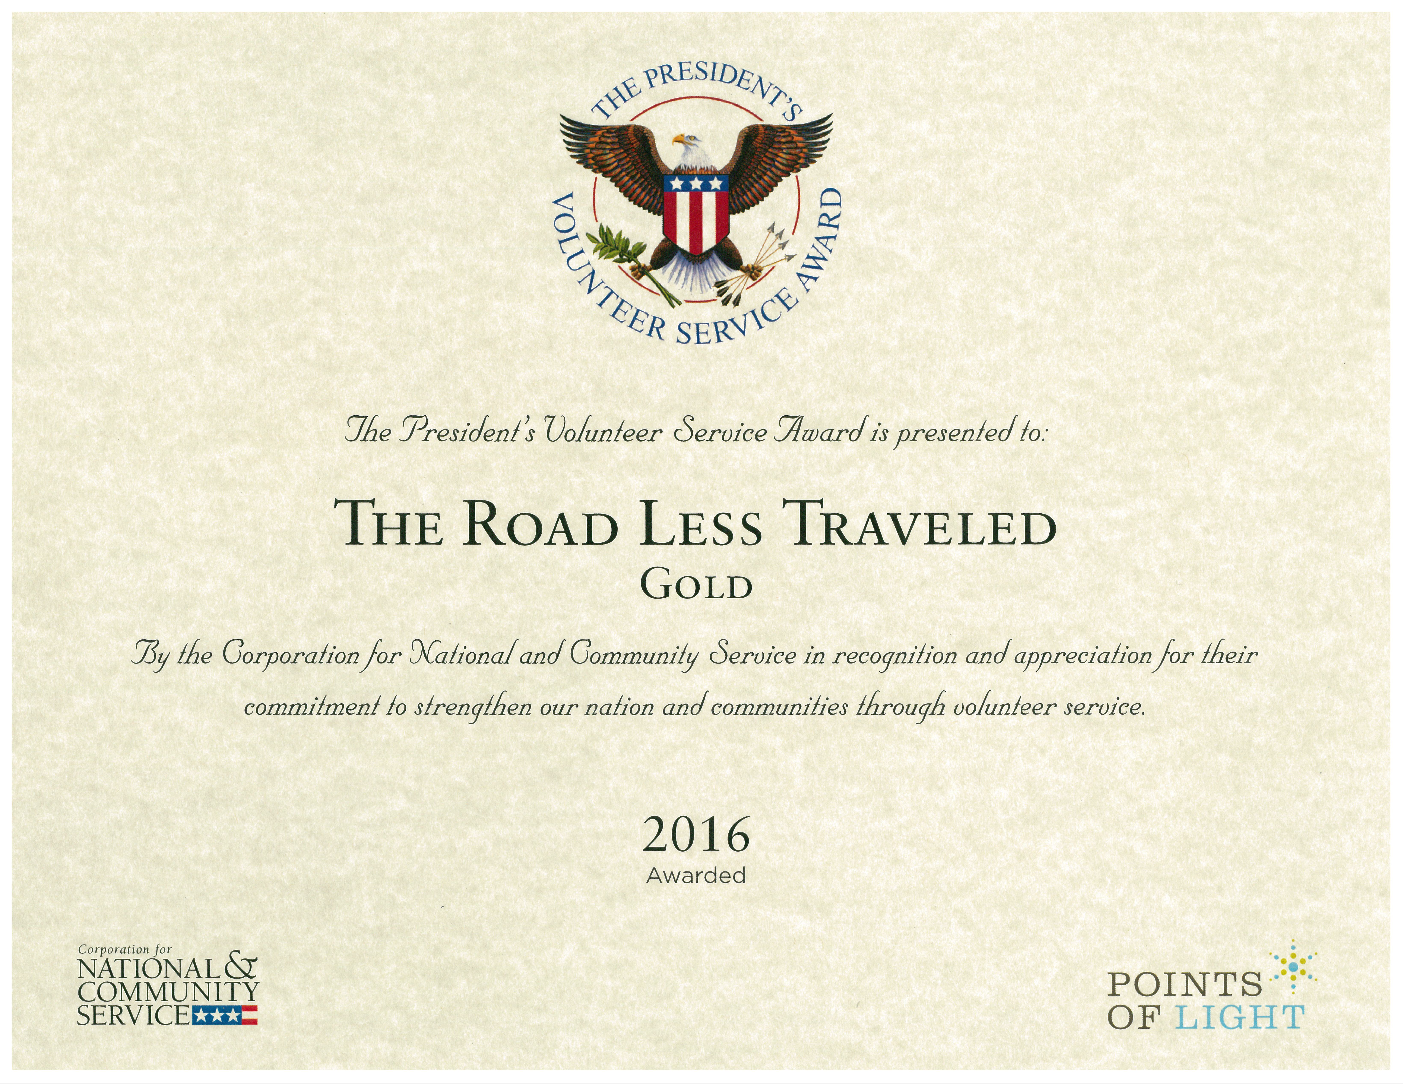 THE PRESIDENT'S
VOLUNTEER SERVICE AWARD
The President's Volunteer Service Award is presented to:
THE ROAD LESS TRAVELED
GOLD
By the Corporation for National and Community Service in recognition and appreciation for their
commitment to strengthen our nation and communities through volunteer service.
2016
Awarded
Corporation for
NATIONAL &
COMMUNITY
SERVICE
POINTS
OF LIGHT